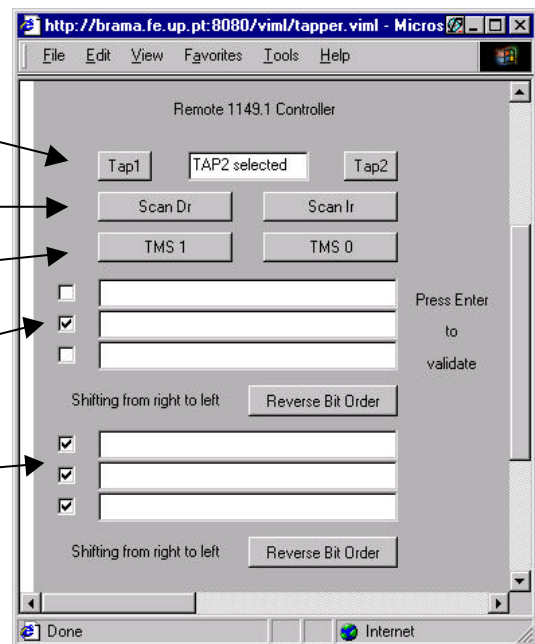 http://brama.fe.up.pt:8080/viml/tapper.viml - Micros
File Edit View Favorites Tools Help
Remote 1149.1 Controller
Tap1 TAP2 selected Tap2
Scan Dr Scan Ir
TMS 1 TMS 0
Press Enter
to
validate
Shifting from right to left Reverse Bit Order
Shifting from right to left Reverse Bit Order
Done Internet